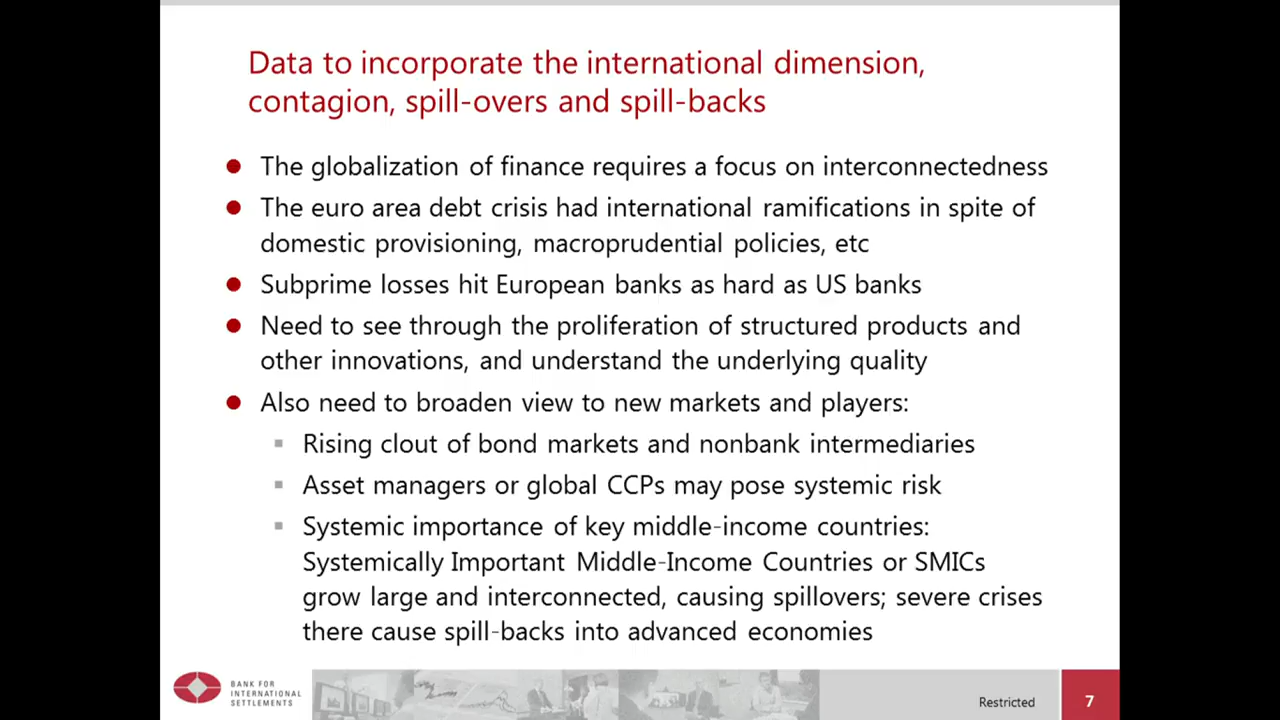 Data to incorporate the international dimension,
contagion, spill-overs and spill-backs
The globalization of finance requires a focus on interconnectedness
The euro area debt crisis had international ramifications in spite of
domestic provisioning, macroprudential policies, etc
Subprime losses hit European banks as hard as US banks
Need to see through the proliferation of structured products and
other innovations, and understand the underlying quality
Also need to broaden view to new markets and players:
Rising clout of bond markets and nonbank intermediaries
Asset managers or global CCPs may pose systemic risk
Systemic importance of key middle-income countries:
Systemically Important Middle-Income Countries or SMICs
grow large and interconnected, causing spillovers; severe crises
there cause spill-backs into advanced economies
BANK FOR
INTERNATIONAL
SETTLEMENTS
Restricted
7